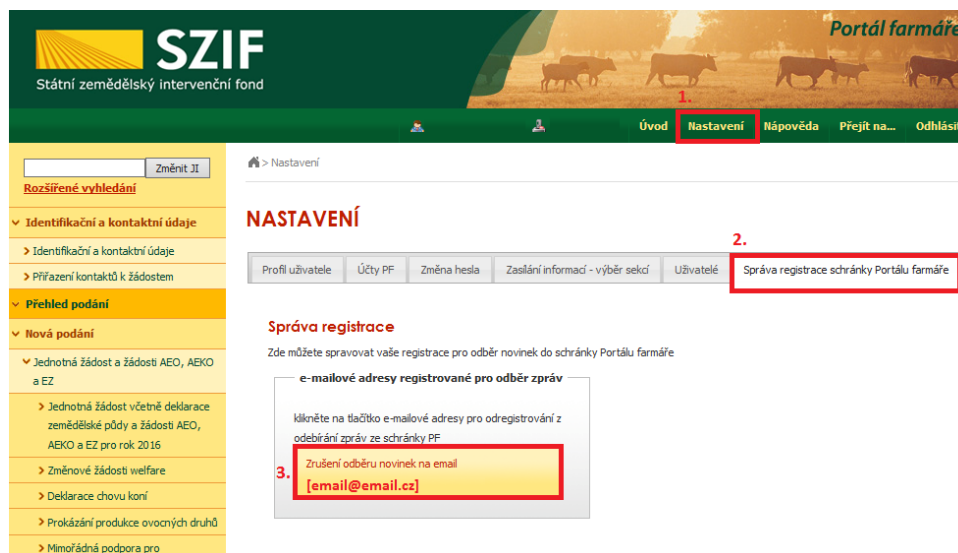 SZIF
Státní zemědělský intervenční fond
Portál farmáře
1.
Úvod Nastavení Nápověda Přejít na... Odhlásit
Změnit JI
Rozšířené vyhledání
Identifikační a kontaktní údaje
Identifikační a kontaktní údaje
Přiřazení kontaktů k žádostem
Přehled podání
Nová podání
Jednotná žádost a žádosti AEO, AEKO
a EZ
Jednotná žádost včetně deklarace
zemědělské půdy a žádosti AEO,
AEKO a EZ pro rok 2016
Změnové žádosti welfare
Deklarace chovu koní
Prokázání produkce ovocných druhů
Mimořádná podpora pro
> Nastavení
NASTAVENÍ
2.
Profil uživatele Účty PF Změna hesla Zasílání informací - výběr sekcí Uživatelé Správa registrace schránky Portálu farmáře
Správa registrace
Zde můžete spravovat vaše registrace pro odběr novinek do schránky Portálu farmáře
e-mailové adresy registrované pro odběr zpráv
klikněte na tlačítko e-mailové adresy pro odregistrování z
odebírání zpráv ze schránky PF
3.
Zrušení odběru novinek na email
[email@email.cz]